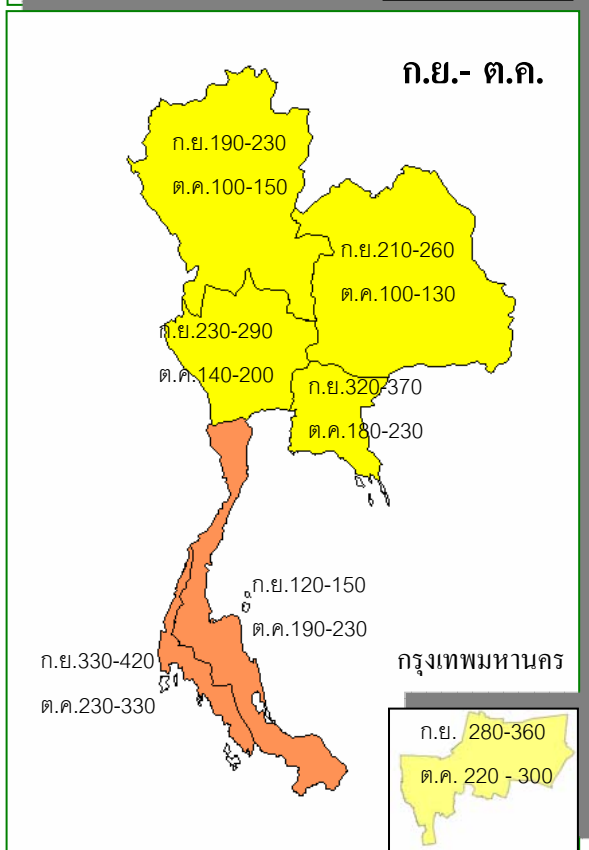 ก.ย.- ต.ค.
ก.ย.190-230
ต.ค.100-150
ก.ย.210-260
ต.ค.100-130
ก.ย.230-290
ต.ค.140-200
ก.ย.320-370
ต.ค.180-230
ก.ย.120-150
ต.ค.190-230
ก.ย.330-420
ต.ค.230-330
กรุงเทพมหานคร
ก.ย. 280-360
ต.ค. 220 - 300